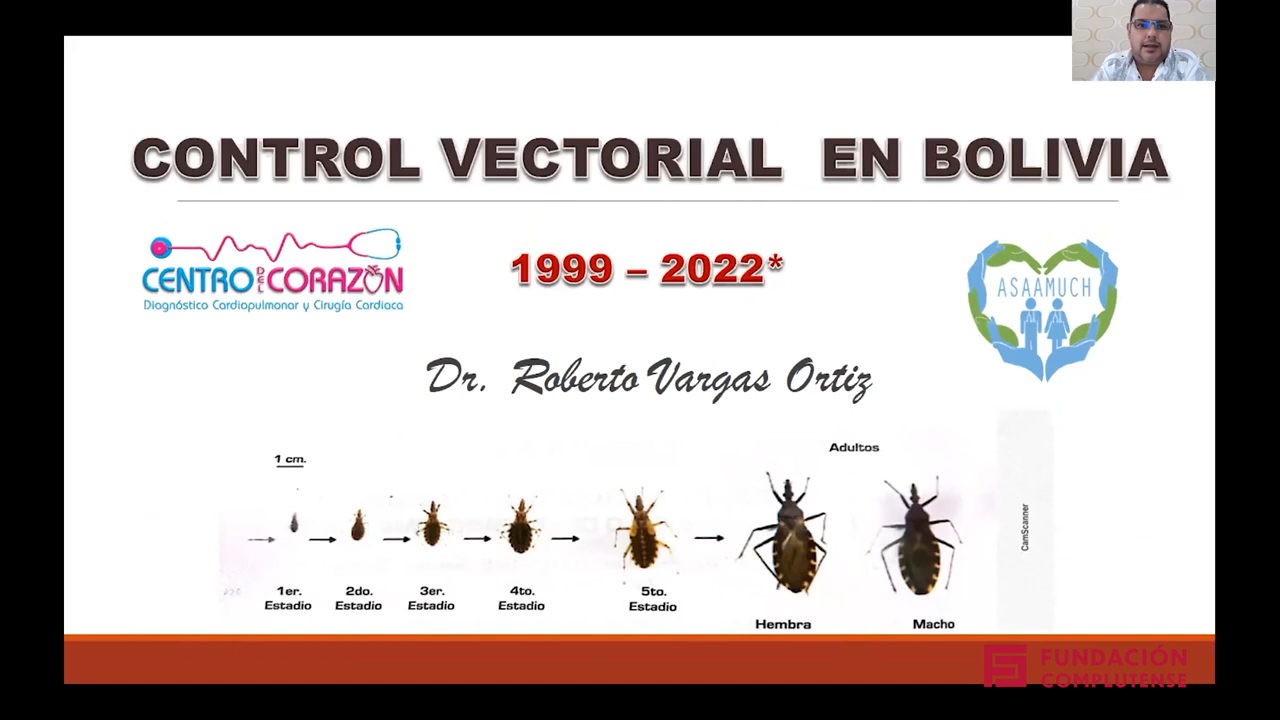 CONTROL VECTORIAL EN BOLIVIA
CENTRO DEL CORAZÓN
Diagnóstico Cardiopulmonar y Cirugía Cardiaca
1999 – 2022*
ASAAMUCH
Dr. Roberto Vargas Ortiz
1 cm.
Adultos
CamScanner
1er.
Estadio
2do.
Estadio
3er.
Estadio
4to.
Estadio
5to.
Estadio
Hembra
Macho
FUNDACIÓN
COMPLUTENSE